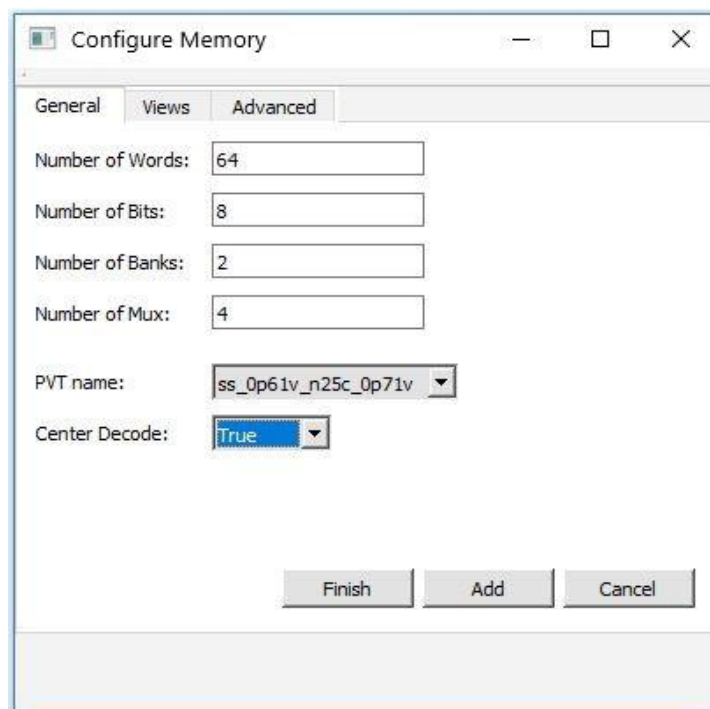 Configure Memory
General Views Advanced
Number of Words: 64
Number of Bits: 8
Number of Banks: 2
Number of Mux: 4
PVT name: ss_0p61v_n25c_0p71v
Center Decode: True
Finish Add Cancel